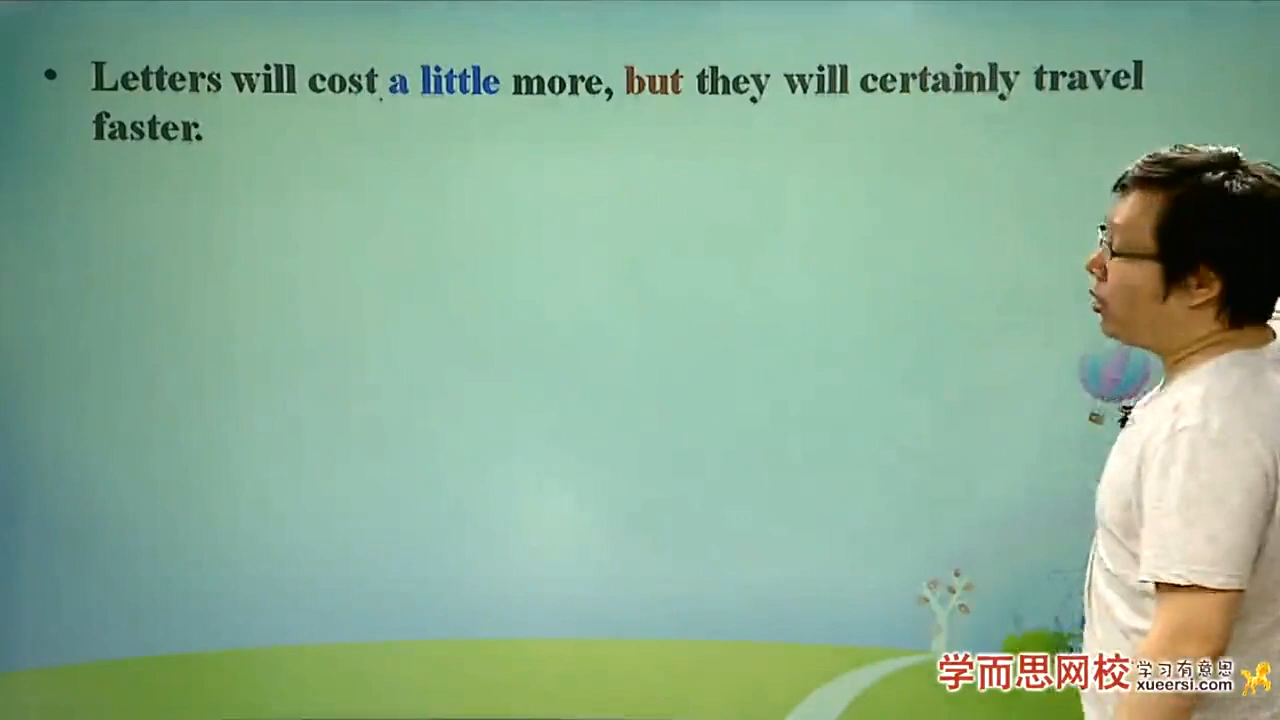 • Letters will cost a little more, but they will certainly travel
faster.
学而思网校 学习有意思
xueersi.com